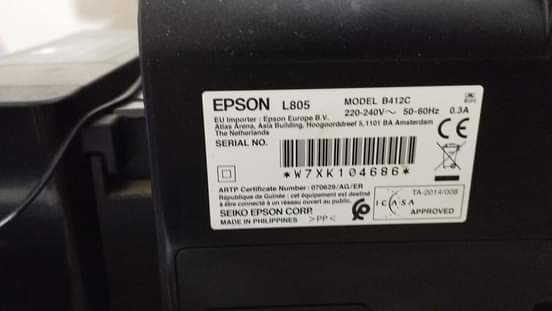 EPSON L805 MODEL B412C
220-240V~ 50-60Hz 0.3A
EU Importer : Epson Europe B.V.
Atlas Arena, Asia Building, Hoogoorddreef 5,1101 BA Amsterdam
The Netherlands
CE
SERIAL NO.
*W7XK104686*
ARTP Certificate Number : 070629/AG/ER
République de Guinée : cet équipement est destiné
à être connecté à un réseau ouvert au public.
SEIKO EPSON CORP.
MADE IN PHILIPPINES >PP<
TA-2014/008
ICASA
APPROVED